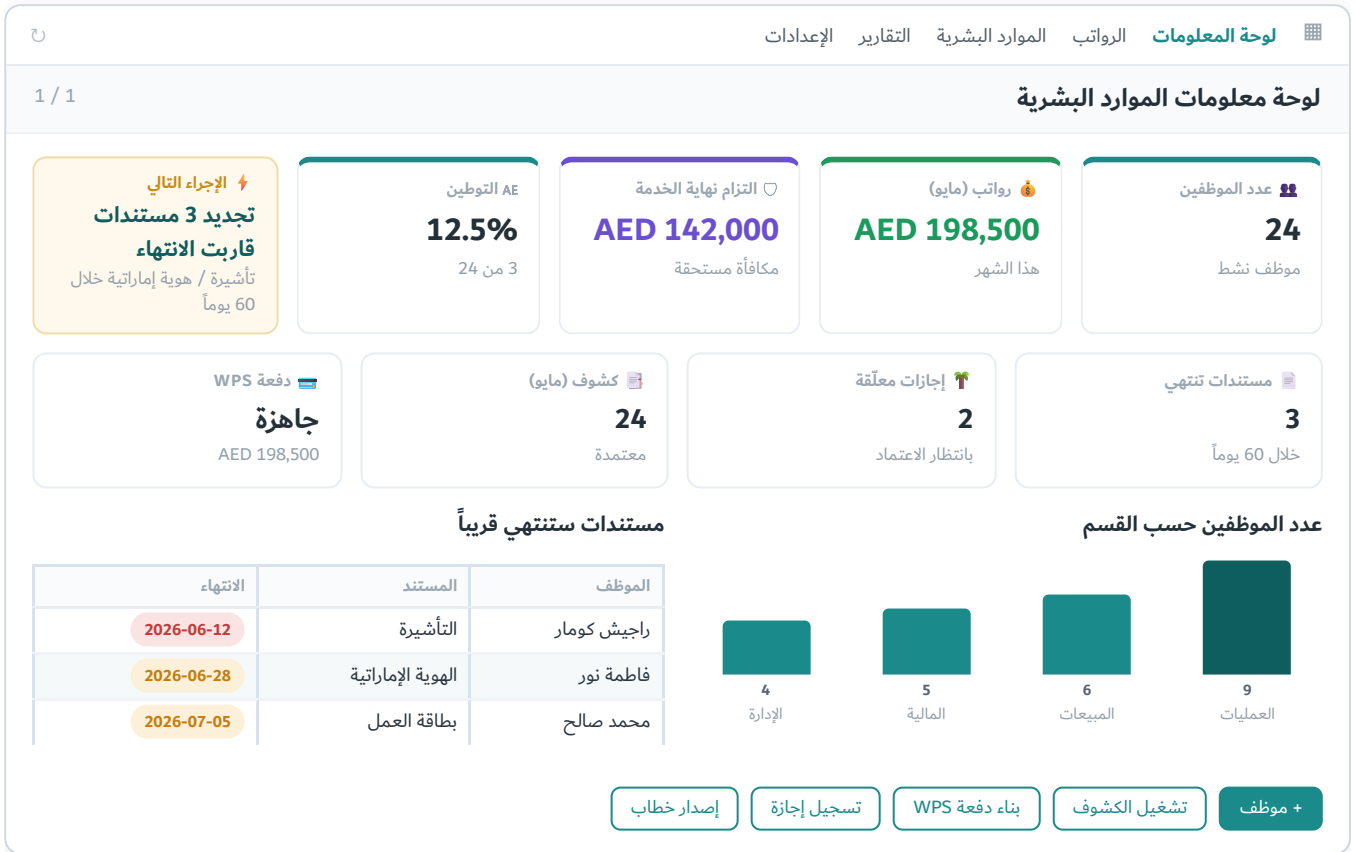 لوحة المعلومات
الرواتب
الموارد البشرية
التقارير
الإعدادات
لوحة معلومات الموارد البشرية
1 / 1
عدد الموظفين
24
موظف نشط
رواتب (مايو)
AED 198,500
هذا الشهر
التزام نهاية الخدمة
AED 142,000
مكافأة مستحقة
AE التوطين
12.5%
3 من 24
الإجراء التالي
تجديد 3 مستندات
قاربت الانتهاء
تأشيرة / هوية إماراتية خلال
60 يوماً
مستندات تنتهي
3
خلال 60 يوماً
إجازات معلّقة
2
بانتظار الاعتماد
كشوف (مايو)
24
معتمدة
دفعة WPS
جاهزة
AED 198,500
عدد الموظفين حسب القسم
9
العمليات
6
المبيعات
5
المالية
4
الإدارة
مستندات ستنتهي قريباً
الموظف المستند الانتهاء
راجيش كومار التأشيرة 2026-06-12
فاطمة نور الهوية الإماراتية 2026-06-28
محمد صالح بطاقة العمل 2026-07-05
+ موظف
تشغيل الكشوف
بناء دفعة WPS
تسجيل إجازة
إصدار خطاب